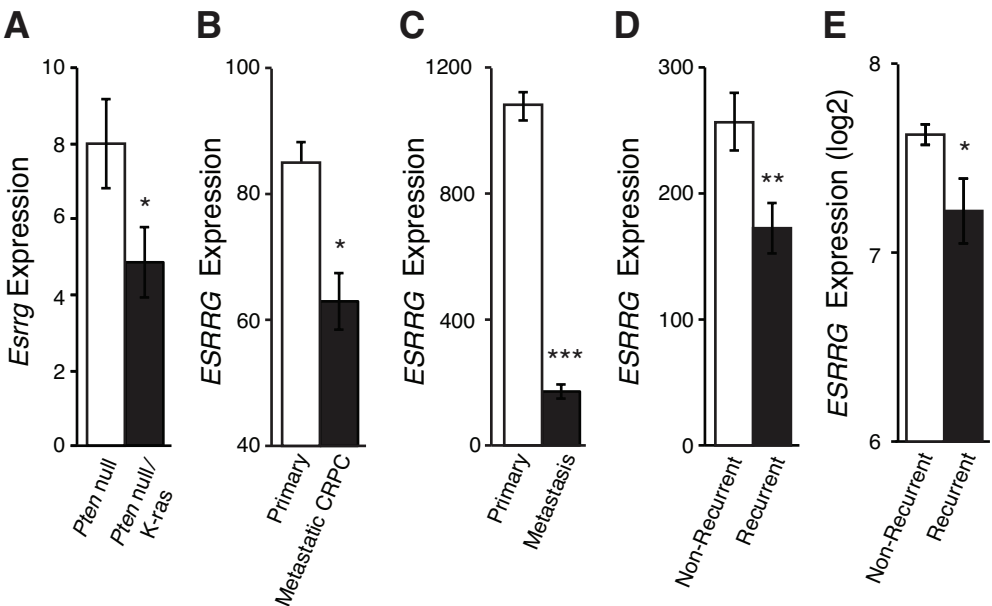 A
Esrrg Expression
10
8
6
4
2
0
*
Pten null
Pten null/
K-ras
B
ESRRG Expression
100
80
60
40
*
Primary
Metastatic CRPC
C
ESRRG Expression
1200
800
400
0
***
Primary
Metastasis
D
ESRRG Expression
300
200
100
0
**
Non-Recurrent
Recurrent
E
ESRRG Expression (log2)
8
7
6
*
Non-Recurrent
Recurrent